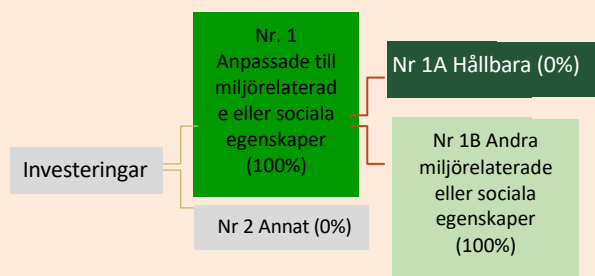 Investeringar
Nr. 1
Anpassade till
miljörelaterad
e eller sociala
egenskaper
(100%)
Nr 2 Annat (0%)
Nr 1A Hållbara (0%)
Nr 1B Andra
miljörelaterade
eller sociala
egenskaper
(100%)